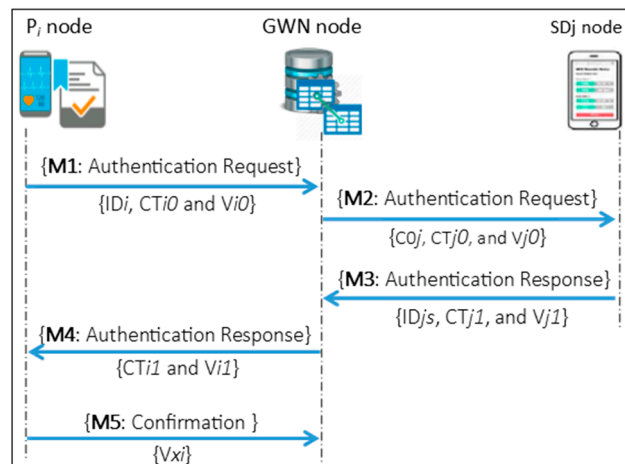 Pi node GWN node SDj node
{M1: Authentication Request}
{IDi, CTi0 and Vi0}
{M2: Authentication Request}
{C0j, CTj0, and Vj0}
{M3: Authentication Response}
{IDjs, CTj1, and Vj1}
{M4: Authentication Response}
{CTi1 and Vi1}
{M5: Confirmation }
{Vxi}